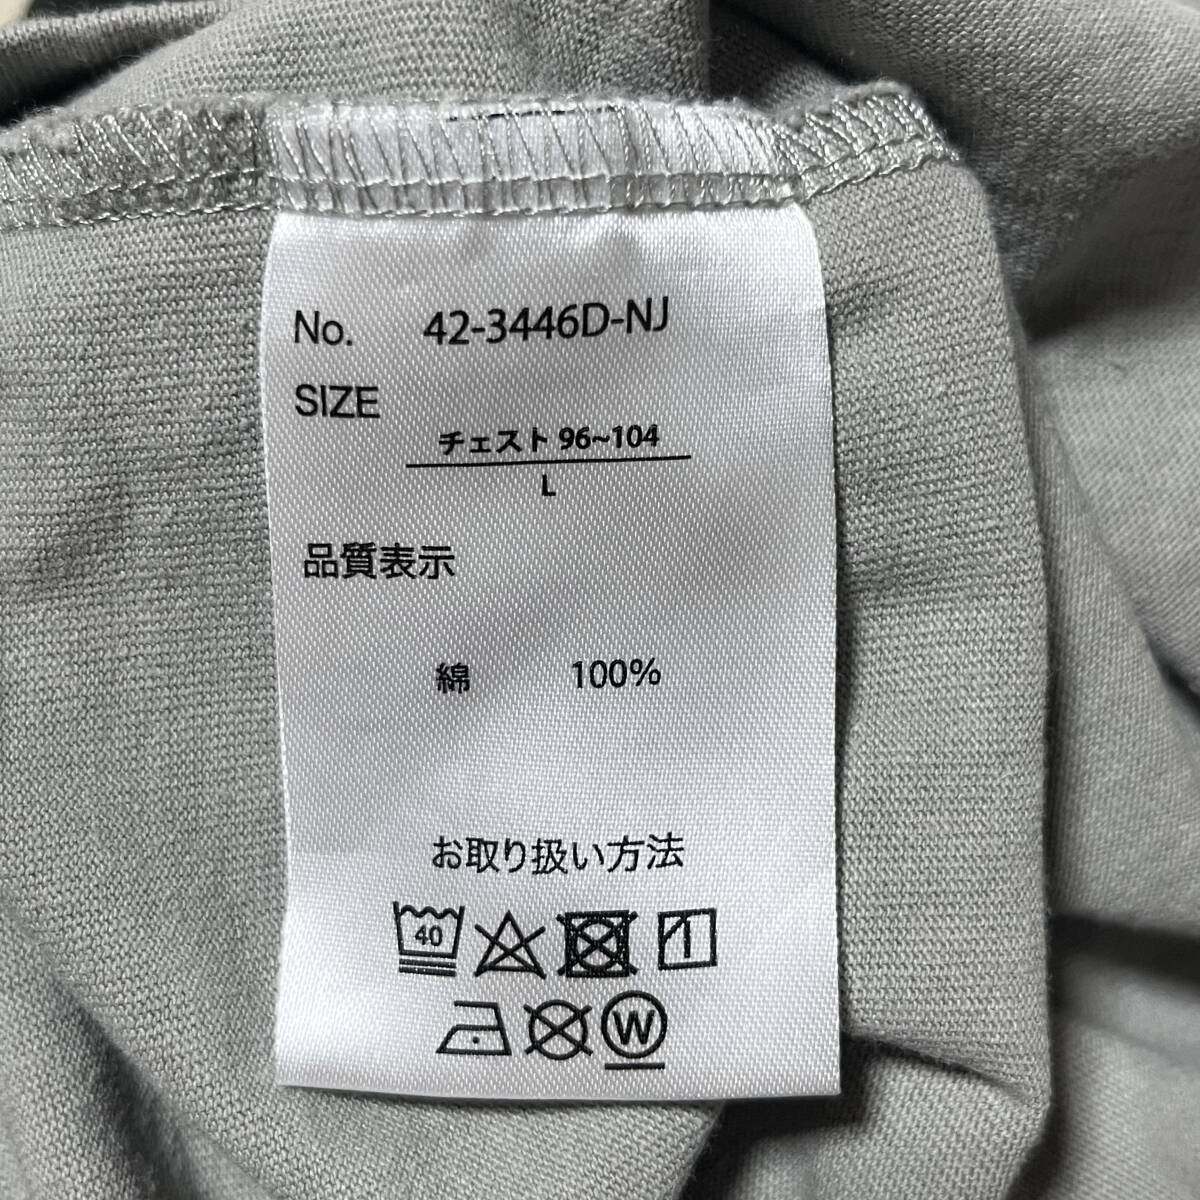 No. 42-3446D-NJ
SIZE
チェスト 96~104
L
品質表示
綿 100%
お取り扱い方法
40
W